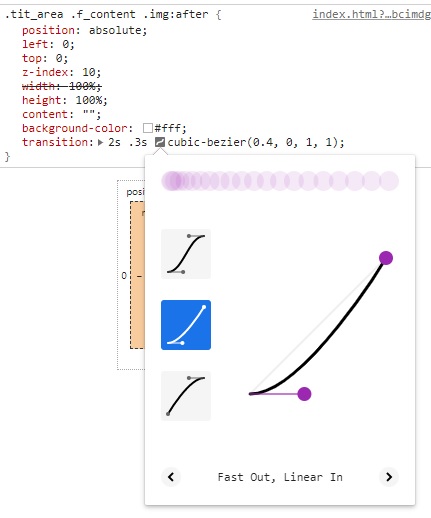 .tit_area .f_content .img:after {
index.html?…bcimdg
position: absolute;
left: 0;
top: 0;
z-index: 10;
width: 100%;
height: 100%;
content: "";
background-color: #fff;
transition: 2s .3s cubic-bezier(0.4, 0, 1, 1);
}
posi
0
–
Fast Out, Linear In